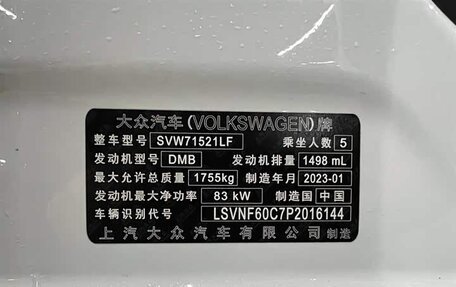 大众汽车(VOLKSWAGEN)牌
整车型号 SVW71521LF 乘坐人数 5
发动机型号 DMB 发动机排量 1498 mL
最大允许总质量 1755kg 制造年月 2023-01
发动机最大净功率 83 kW 制造国 中国
车辆识别代号 LSVNF60C7P2016144
上汽大众汽车有限公司 制造